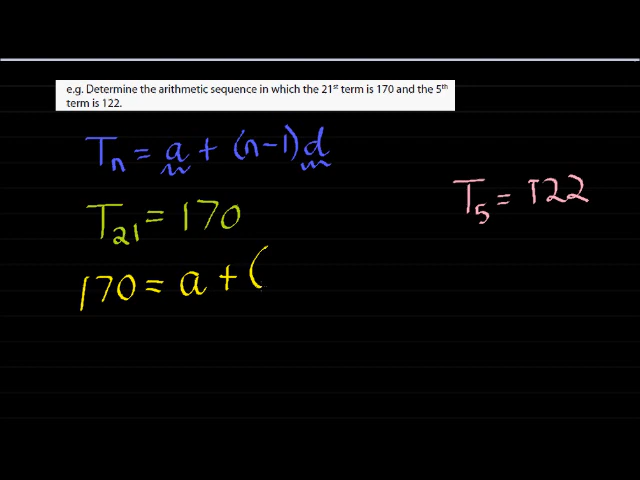 e.g. Determine the arithmetic sequence in which the 21st term is 170 and the 5th
term is 122.
Tn = a + (n-1)d
T21 = 170
T5 = 122
170 = a + (